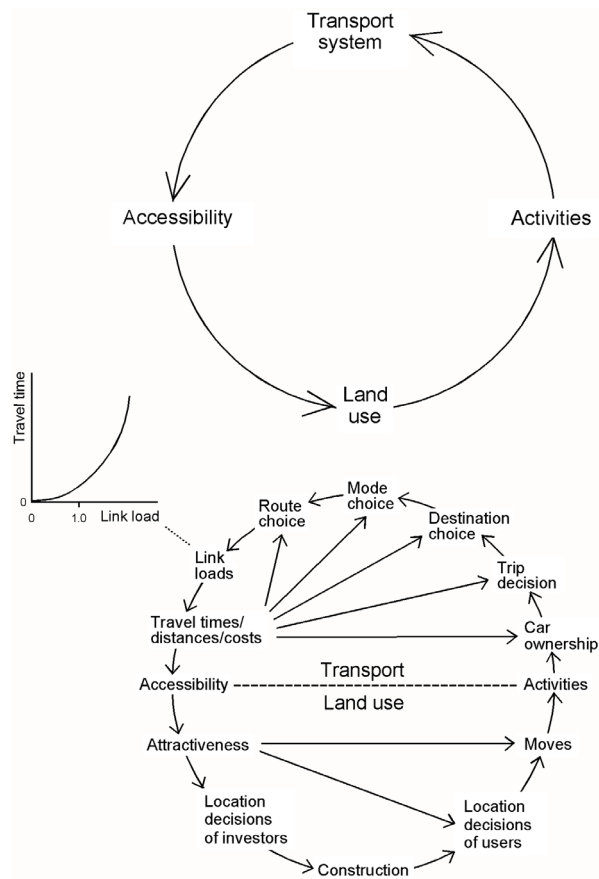 Transport
system
Accessibility
Activities
Land
use
Travel time
0
0
1.0
Link load
Mode
choice
Route
choice
Destination
choice
Link
loads
Trip
decision
Travel times/
distances/costs
Car
ownership
Transport
Accessibility
Activities
Land use
Attractiveness
Moves
Location
decisions
of investors
Location
decisions
of users
Construction